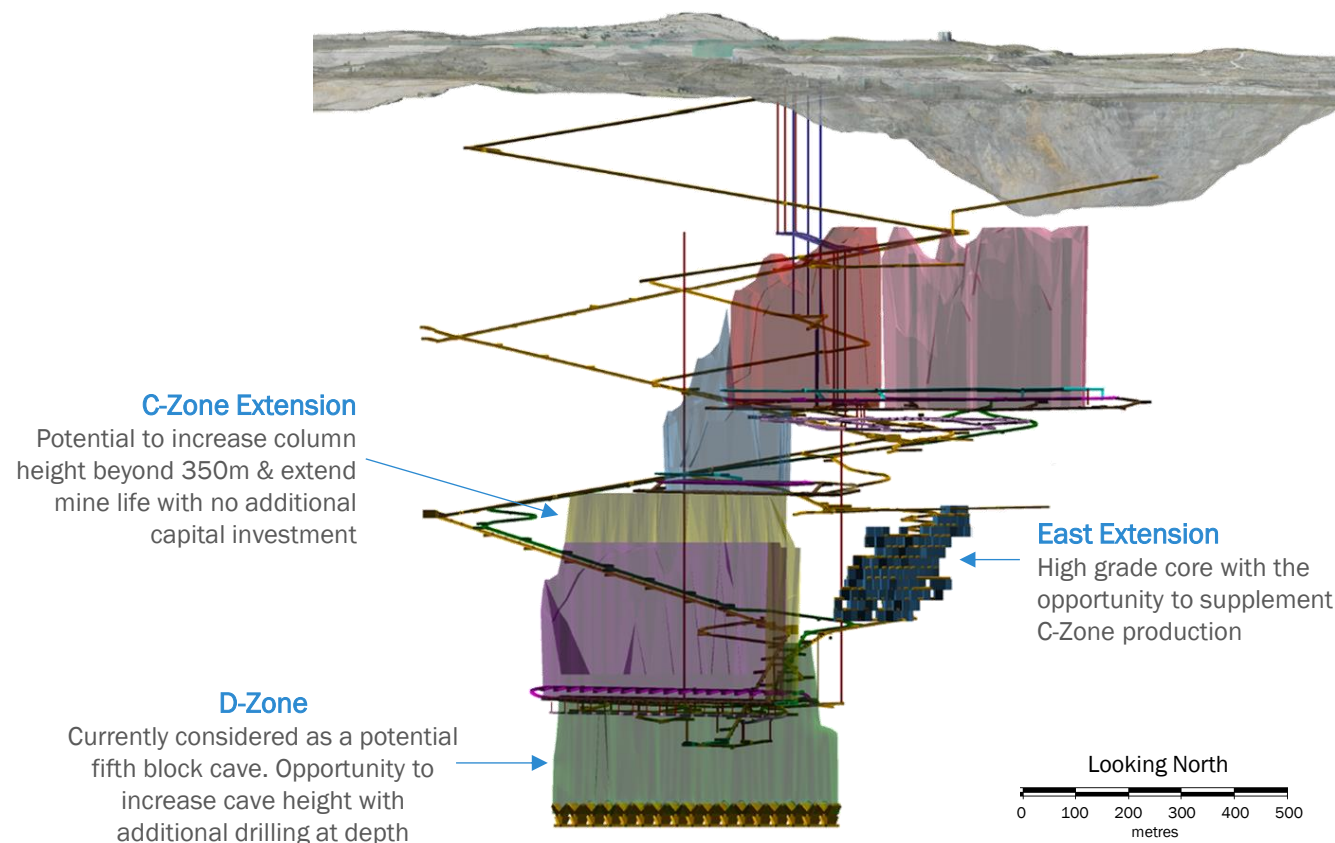 C-Zone Extension
Potential to increase column
height beyond 350m & extend
mine life with no additional
capital investment
East Extension
High grade core with the
opportunity to supplement
C-Zone production
D-Zone
Currently considered as a potential
fifth block cave. Opportunity to
increase cave height with
additional drilling at depth
Looking North
0 100 200 300 400 500
metres